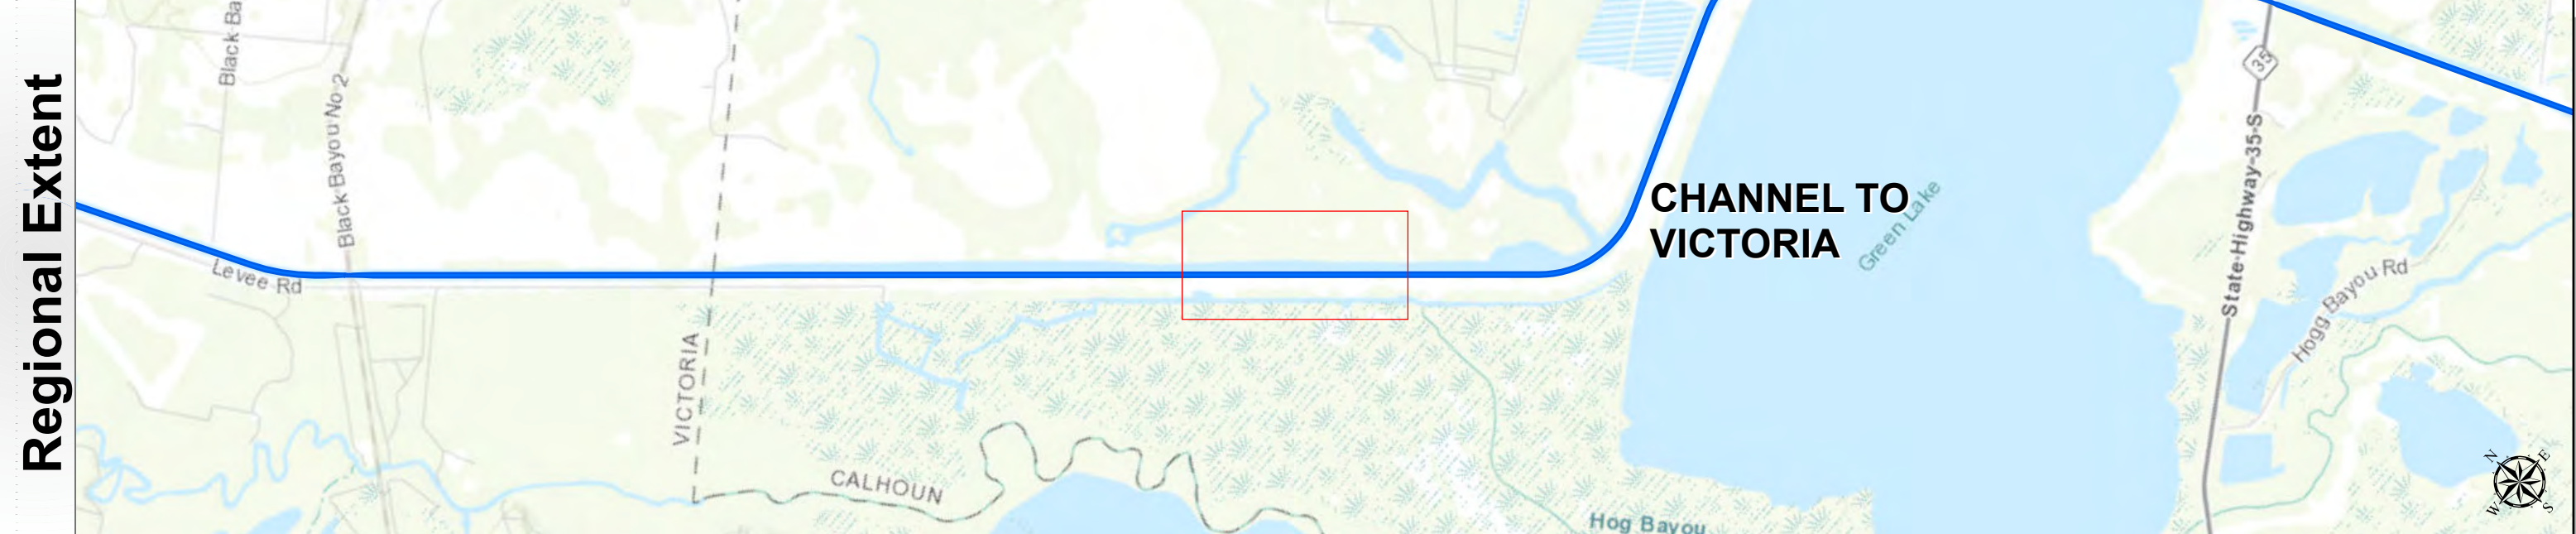 Regional Extent
Black-Ba
Black-Bayou-No-2
Levee Rd
VICTORIA
CALHOUN
CHANNEL TO
VICTORIA
Green Lake
Hog Bayou
35
State-Highway-35-S
Hogg Bayou Rd
N
E
W
S